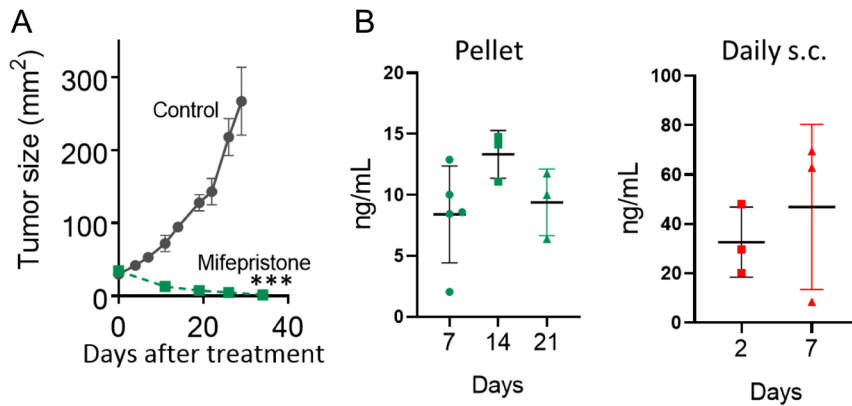 A
Tumor size (mm²)
300
200
100
0
Control
Mifepristone
***
0 20 40
Days after treatment
B
Pellet
ng/mL
20
15
10
5
0
7 14 21
Days
Daily s.c.
ng/mL
100
80
60
40
20
0
2 7
Days